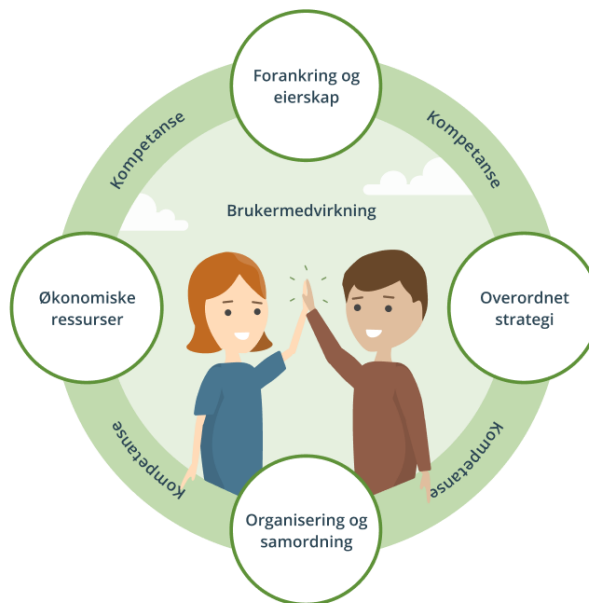 Forankring og
eierskap
Kompetanse
Kompetanse
Brukermedvirkning
Økonomiske
ressurser
Overordnet
strategi
Kompetanse
Kompetanse
Organisering og
samordning